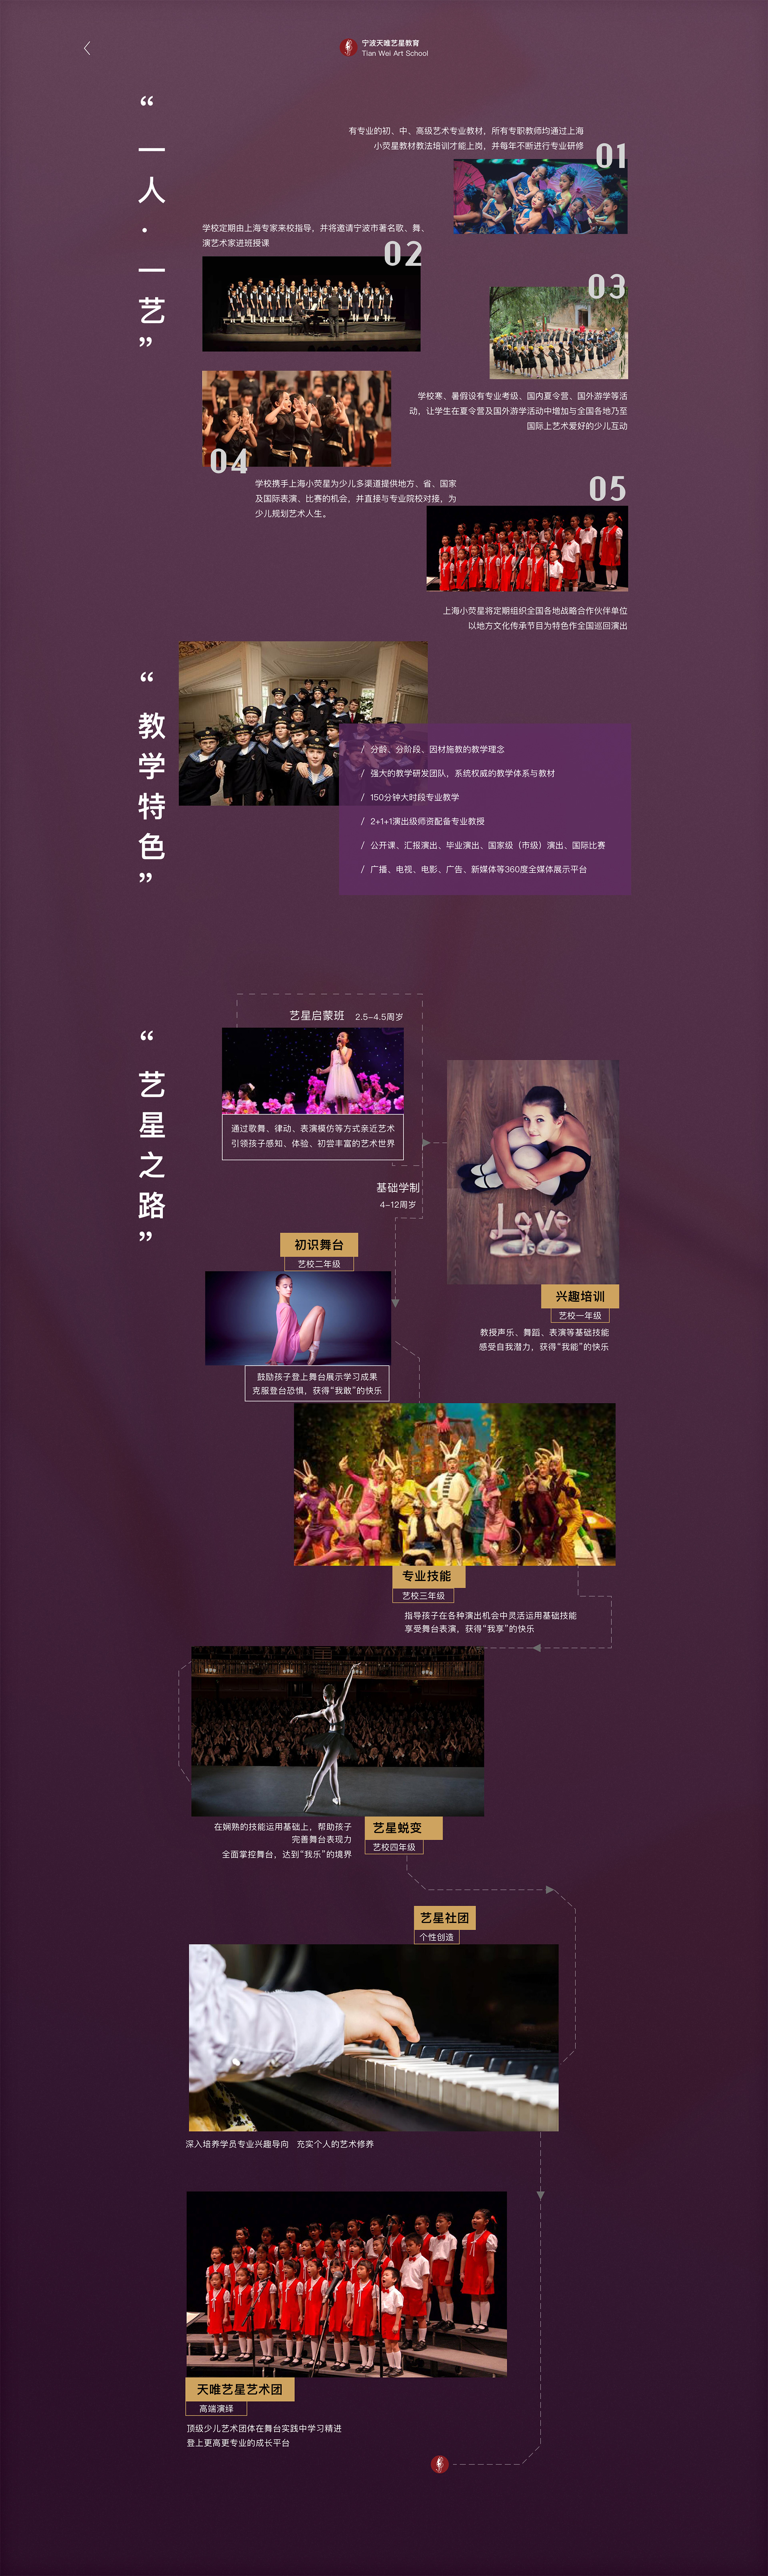 宁波天唯艺星教育
Tian Wei Art School
“一人·一艺”
有专业的初、中、高级艺术专业教材，所有专职教师均通过上海
小荧星教材教法培训才能上岗，并每年不断进行专业研修
01
学校定期由上海专家来校指导，并将邀请宁波市著名歌、舞、
演艺术家进班授课
02
03
学校寒、暑假设有专业考级、国内夏令营、国外游学等活
动，让学生在夏令营及国外游学活动中增加与全国各地乃至
国际上艺术爱好的少儿互动
04
学校携手上海小荧星为少儿多渠道提供地方、省、国家
及国际表演、比赛的机会，并直接与专业院校对接，为
少儿规划艺术人生。
05
上海小荧星将定期组织全国各地战略合作伙伴单位
以地方文化传承节目为特色作全国巡回演出
“教学特色”
/ 分龄、分阶段、因材施教的教学理念
/ 强大的教学研发团队，系统权威的教学体系与教材
/ 150分钟大时段专业教学
/ 2+1+1演出级师资配备专业教授
/ 公开课、汇报演出、毕业演出、国家级（市级）演出、国际比赛
/ 广播、电视、电影、广告、新媒体等360度全媒体展示平台
“艺星之路”
艺星启蒙班 2.5-4.5周岁
通过歌舞、律动、表演模仿等方式亲近艺术
引领孩子感知、体验、初尝丰富的艺术世界
基础学制
4-12周岁
Love
兴趣培训
艺校一年级
教授声乐、舞蹈、表演等基础技能
感受自我潜力，获得“我能”的快乐
初识舞台
艺校二年级
鼓励孩子登上舞台展示学习成果
克服登台恐惧，获得“我敢”的快乐
专业技能
艺校三年级
指导孩子在各种演出机会中灵活运用基础技能
享受舞台表演，获得“我享”的快乐
在娴熟的技能运用基础上，帮助孩子
完善舞台表现力
全面掌控舞台，达到“我乐”的境界
艺星蜕变
艺校四年级
艺星社团
个性创造
深入培养学员专业兴趣导向 充实个人的艺术修养
天唯艺星艺术团
高端演绎
顶级少儿艺术团体在舞台实践中学习精进
登上更高更专业的成长平台